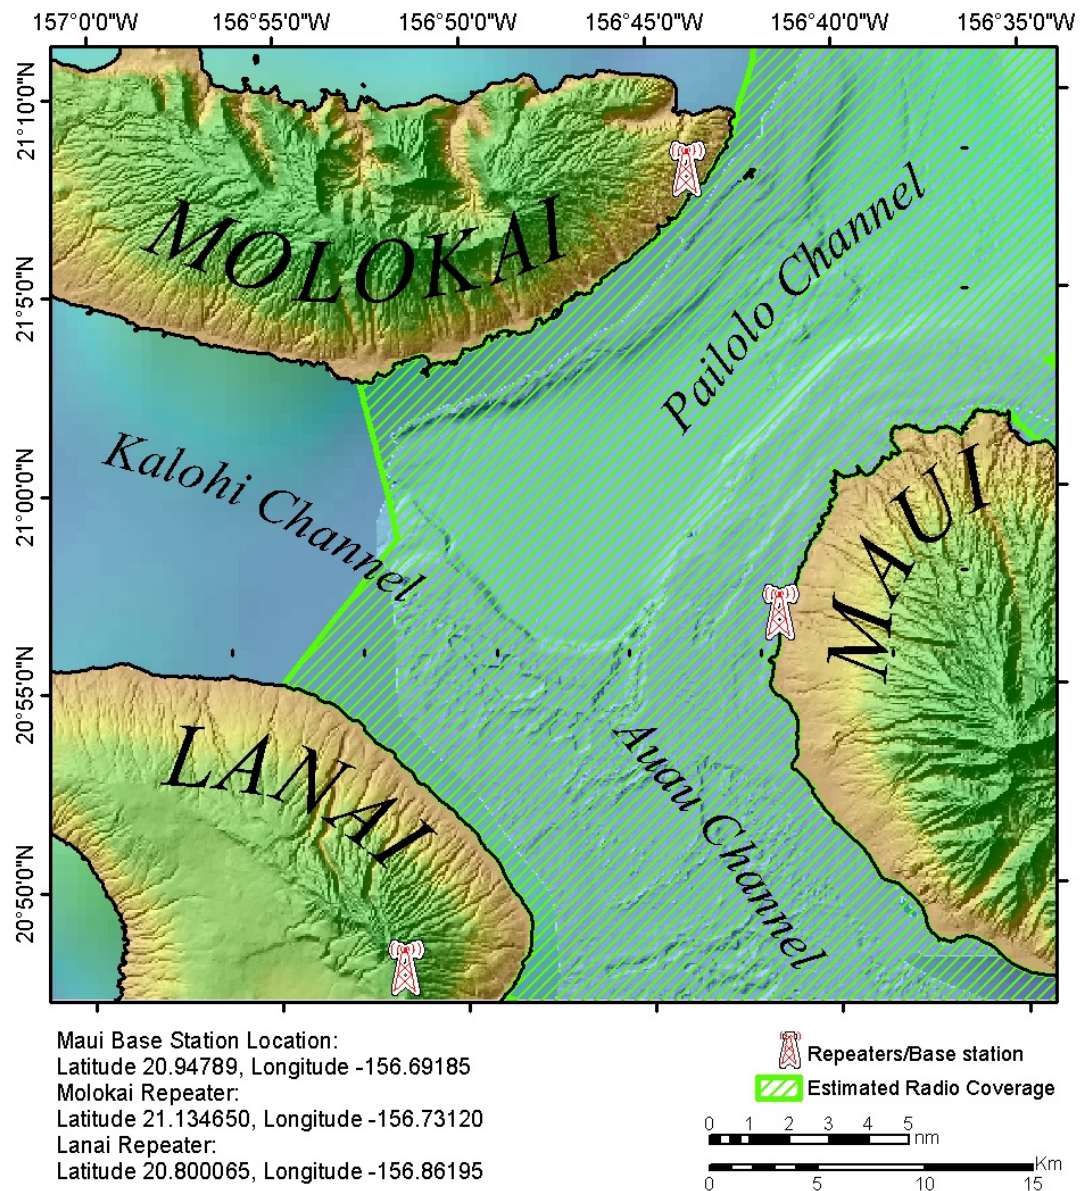 157°0'0"W 156°55'0"W 156°50'0"W 156°45'0"W 156°40'0"W 156°35'0"W
21°10'0"N
21°5'0"N
21°0'0"N
20°55'0"N
20°50'0"N
MOLOKAI
Pailolo Channel
Kalohi Channel
MAUI
LANAI
Auau Channel
Maui Base Station Location:
Latitude 20.94789, Longitude -156.69185
Molokai Repeater:
Latitude 21.134650, Longitude -156.73120
Lanai Repeater:
Latitude 20.800065, Longitude -156.86195
Repeaters/Base station
Estimated Radio Coverage
0 1 2 3 4 5
nm
Km
0 5 10 15